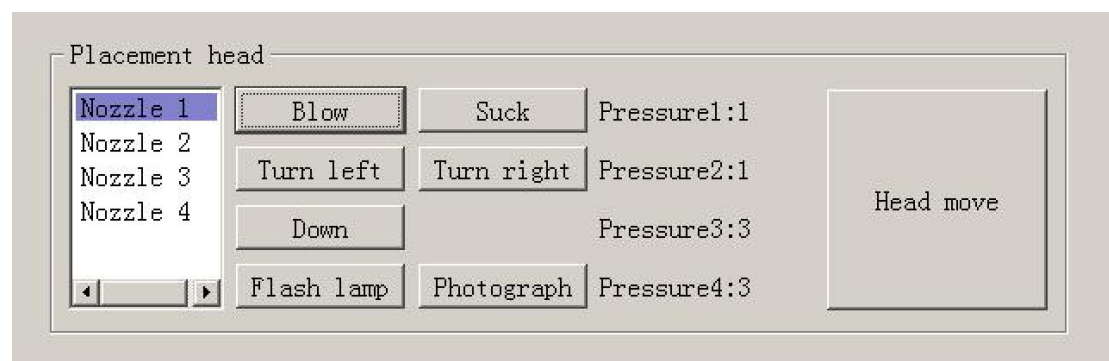 Placement head
Nozzle 1 Blow Suck Pressure1:1
Nozzle 2
Nozzle 3 Turn left Turn right Pressure2:1
Nozzle 4 Down Pressure3:3
Head move
Flash lamp Photograph Pressure4:3